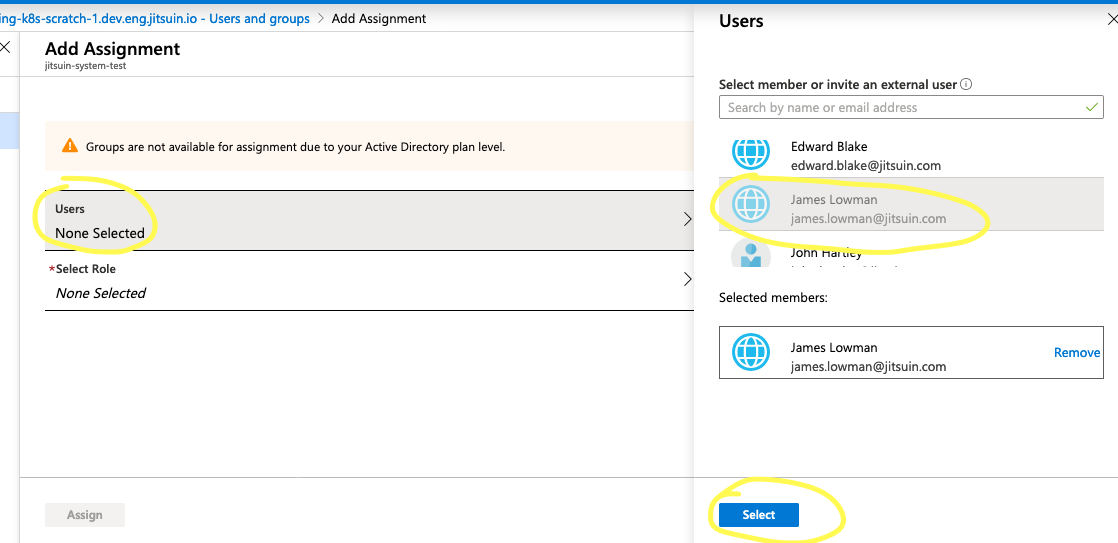 ing-k8s-scratch-1.dev.eng.jitsuin.io - Users and groups > Add Assignment
Add Assignment
jitsuin-system-test
Groups are not available for assignment due to your Active Directory plan level.
Users
None Selected
*Select Role
None Selected
Assign
Users
Select member or invite an external user
Search by name or email address
Edward Blake
edward.blake@jitsuin.com
James Lowman
james.lowman@jitsuin.com
John Hartley
Selected members:
James Lowman
james.lowman@jitsuin.com
Remove
Select